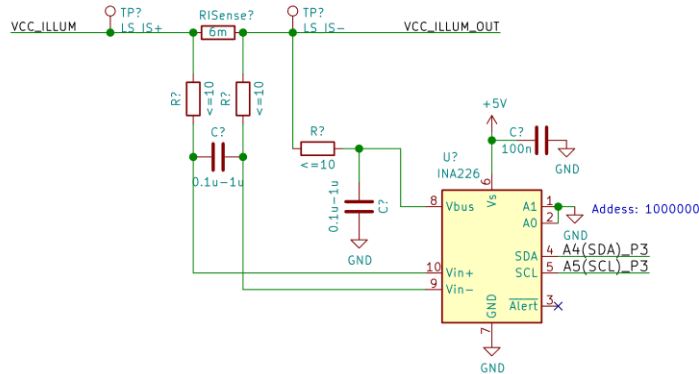 TP?
RISense?
TP?
VCC_ILLUM
LS IS+
6m
LS IS-
VCC_ILLUM_OUT
R?
<=10
R?
<=10
+5V
C?
100n
GND
C?
0.1u-1u
R?
<=10
0.1u-1u
C?
GND
U?
INA226
6
Vs
8
Vbus
A1
1
A0
2
GND
Addess: 1000000
SDA
4
A4(SDA)_P3
10
Vin+
SCL
5
A5(SCL)_P3
9
Vin-
GND
Alert
3
7
GND